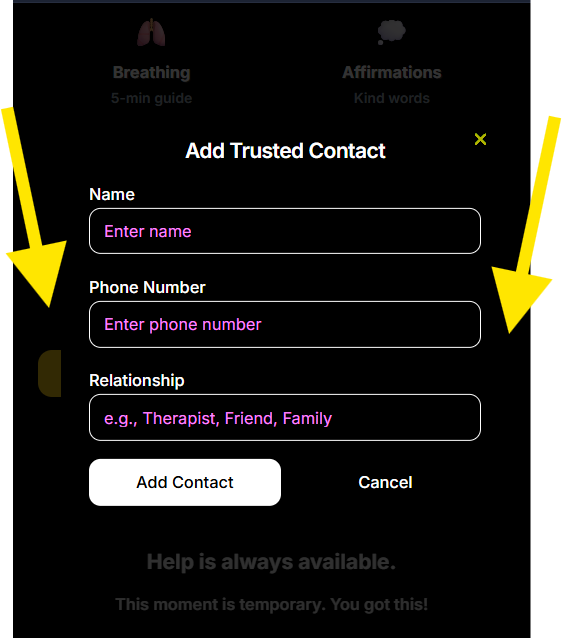 Breathing
Affirmations
5-min guide
Kind words
Add Trusted Contact
Name
Enter name
Phone Number
Enter phone number
Relationship
e.g., Therapist, Friend, Family
Add Contact
Cancel
Help is always available.
This moment is temporary. You got this!